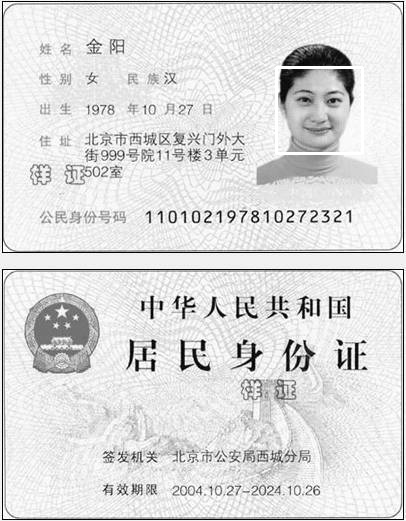 姓名 金阳
性别 女 民族 汉
出生 1978 年 10 月 27 日
住址 北京市西城区复兴门外大
街999号院11号楼3单元
502室
样 证
公民身份号码 110102197810272321
中华人民共和国
居民身份证
样 证
签发机关 北京市公安局西城分局
有效期限 2004.10.27-2024.10.26